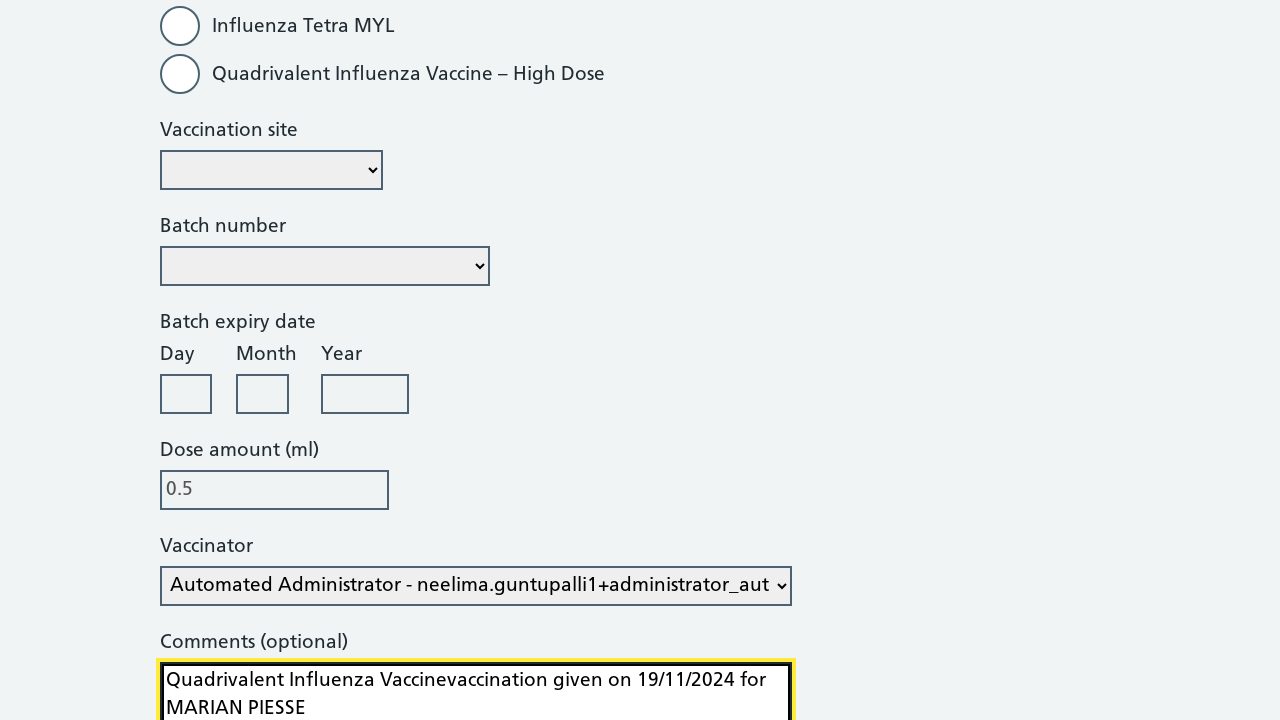 Influenza Tetra MYL
Quadrivalent Influenza Vaccine – High Dose
Vaccination site
Batch number
Batch expiry date
Day Month Year
Dose amount (ml)
0.5
Vaccinator
Automated Administrator - neelima.guntupalli1+administrator_aut
Comments (optional)
Quadrivalent Influenza Vaccinevaccination given on 19/11/2024 for
MARIAN PIESSE